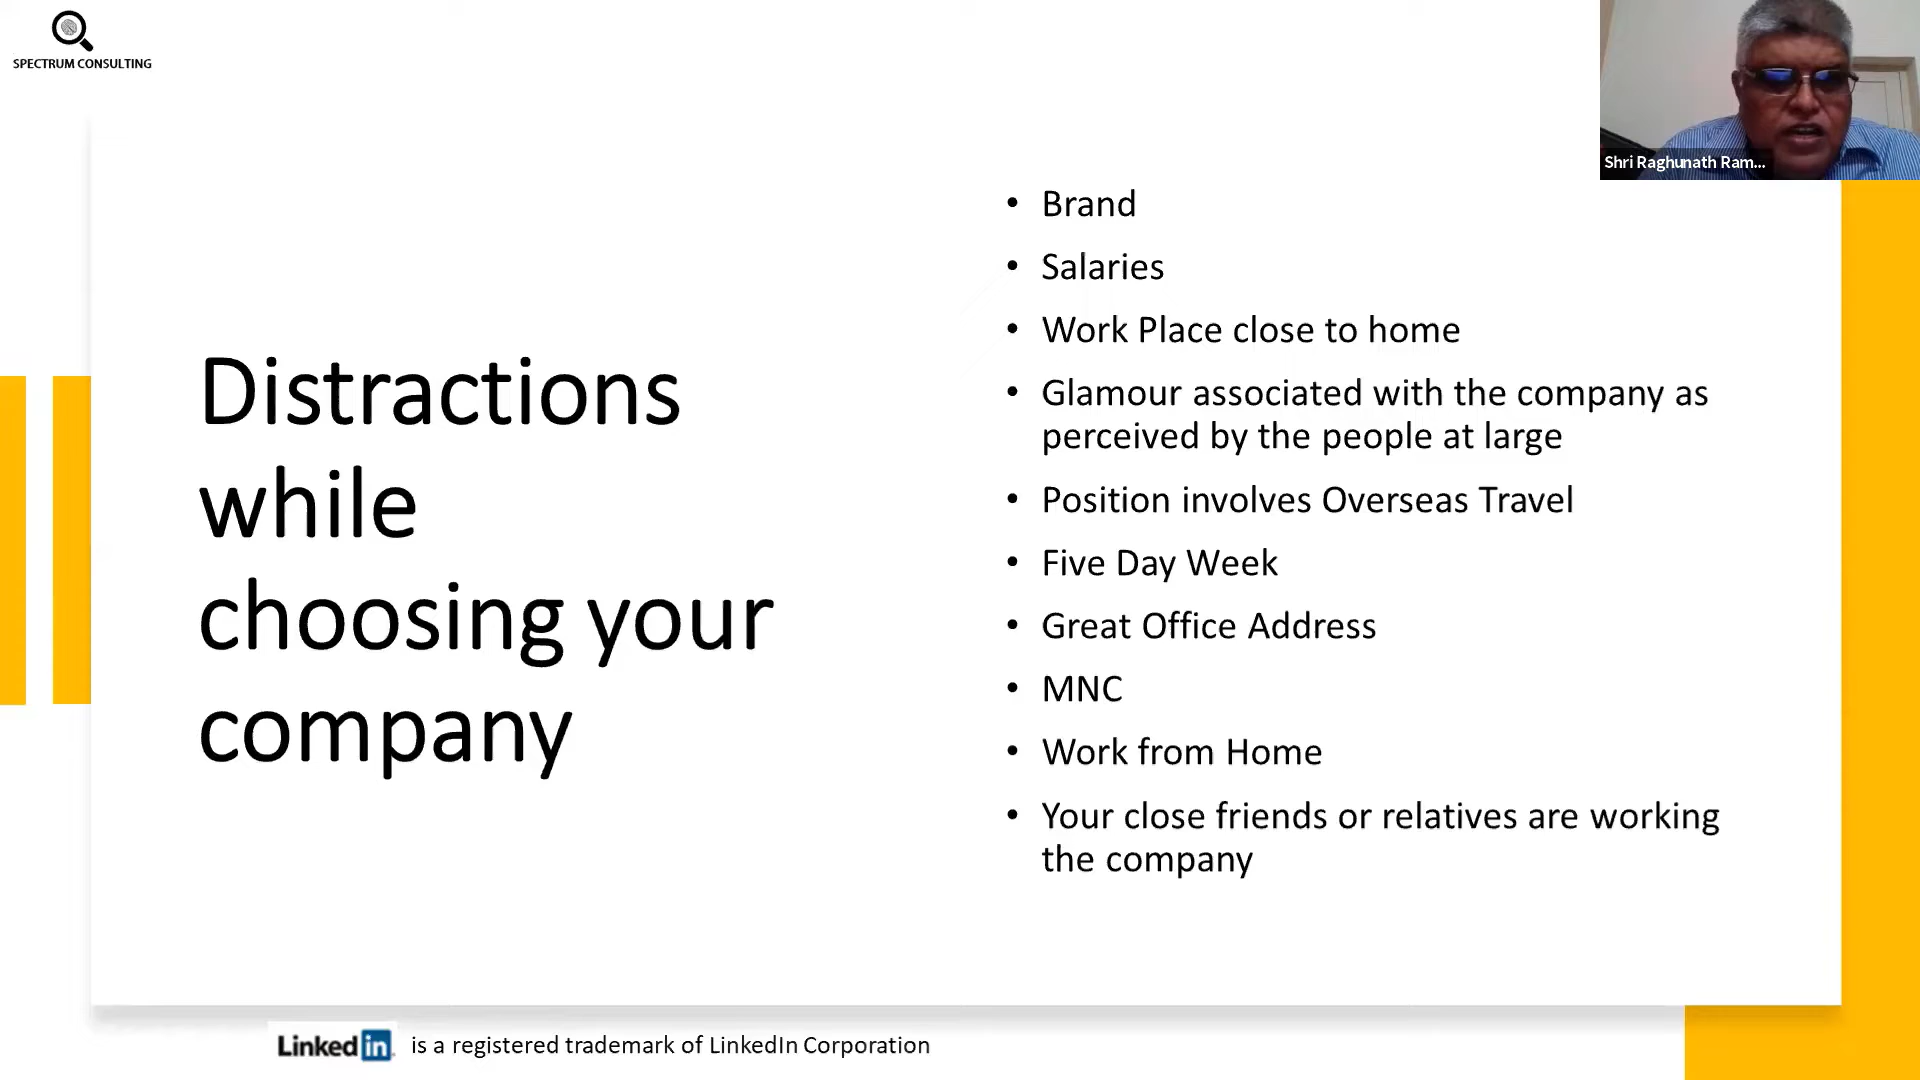 SPECTRUM CONSULTING
Shri Raghunath Ram...
Distractions
while
choosing your
company
• Brand
• Salaries
• Work Place close to home
• Glamour associated with the company as
perceived by the people at large
• Position involves Overseas Travel
• Five Day Week
• Great Office Address
• MNC
• Work from Home
• Your close friends or relatives are working
the company
Linked in is a registered trademark of LinkedIn Corporation